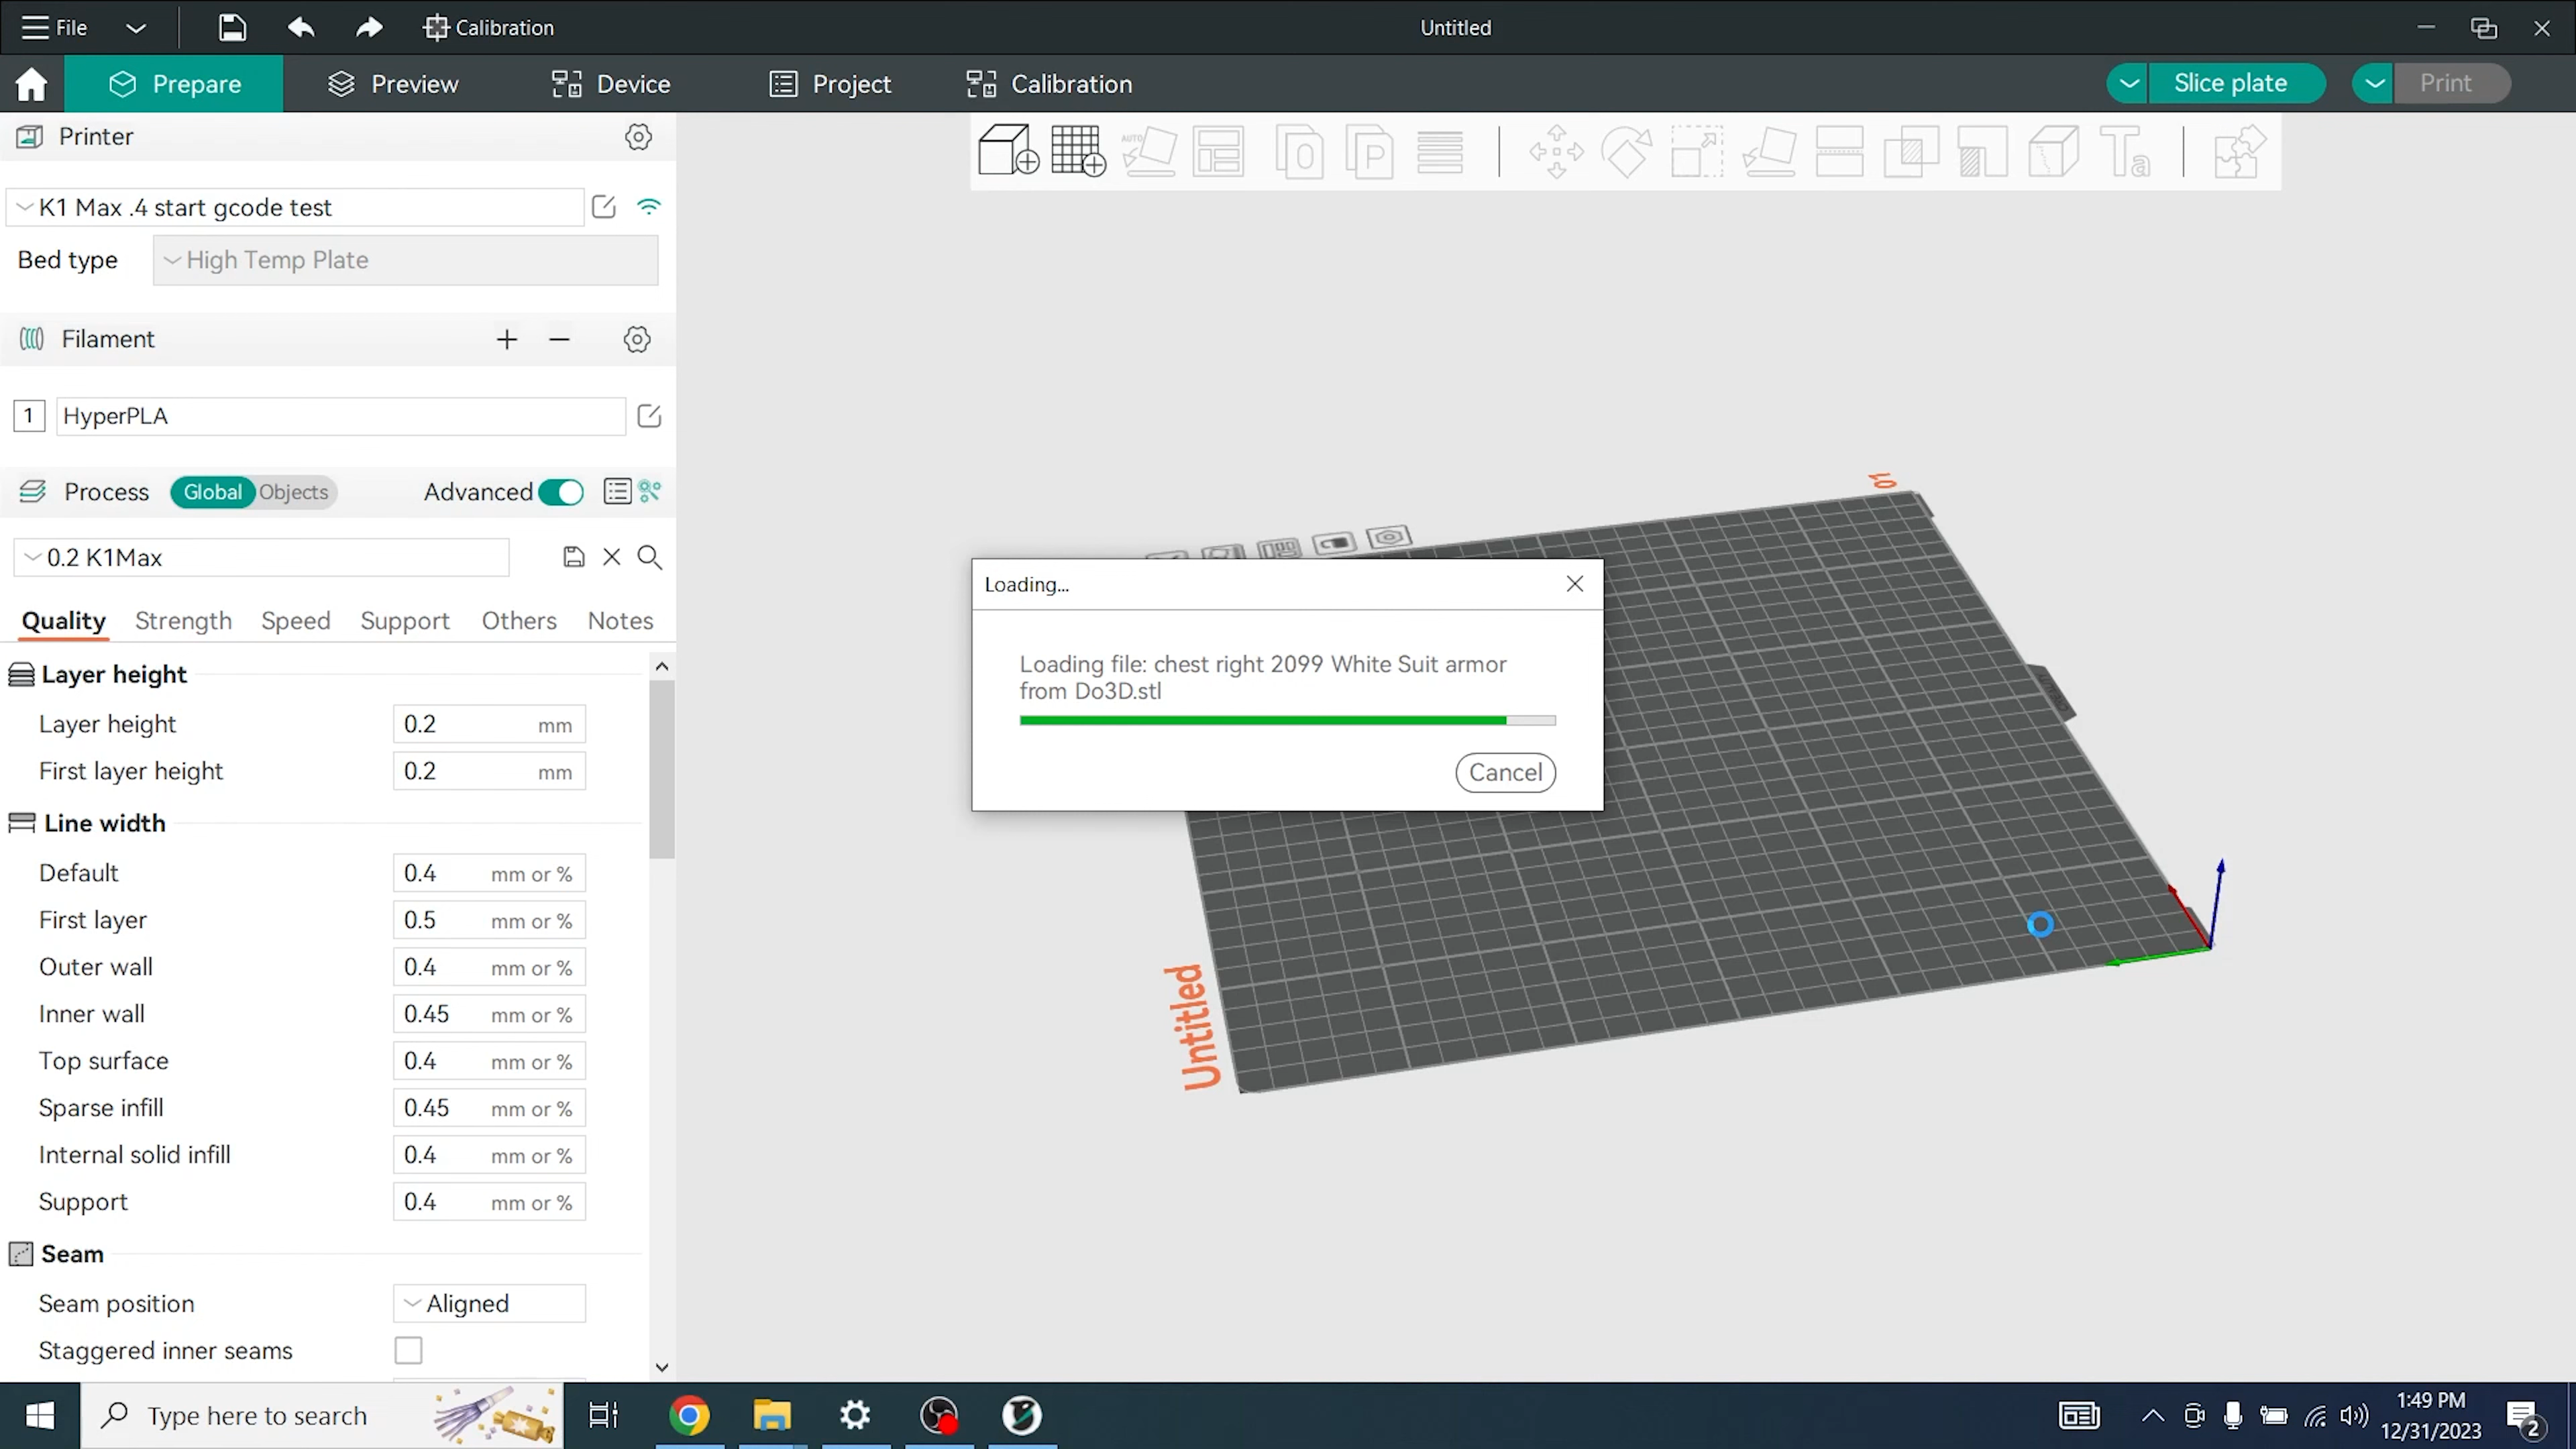 File
Calibration
Untitled
Prepare
Preview
Device
Project
Calibration
Slice plate
Print
Printer
K1 Max .4 start gcode test
Bed type
High Temp Plate
Filament
1
HyperPLA
Process
Global
Objects
Advanced
0.2 K1Max
Quality
Strength
Speed
Support
Others
Notes
Layer height
Layer height 0.2 mm
First layer height 0.2 mm
Line width
Default 0.4 mm or %
First layer 0.5 mm or %
Outer wall 0.4 mm or %
Inner wall 0.45 mm or %
Top surface 0.4 mm or %
Sparse infill 0.45 mm or %
Internal solid infill 0.4 mm or %
Support 0.4 mm or %
Seam
Seam position Aligned
Staggered inner seams
AUTO
01
Loading...
Loading file: chest right 2099 White Suit armor
from Do3D.stl
Cancel
Untitled
Type here to search
1:49 PM
12/31/2023
2